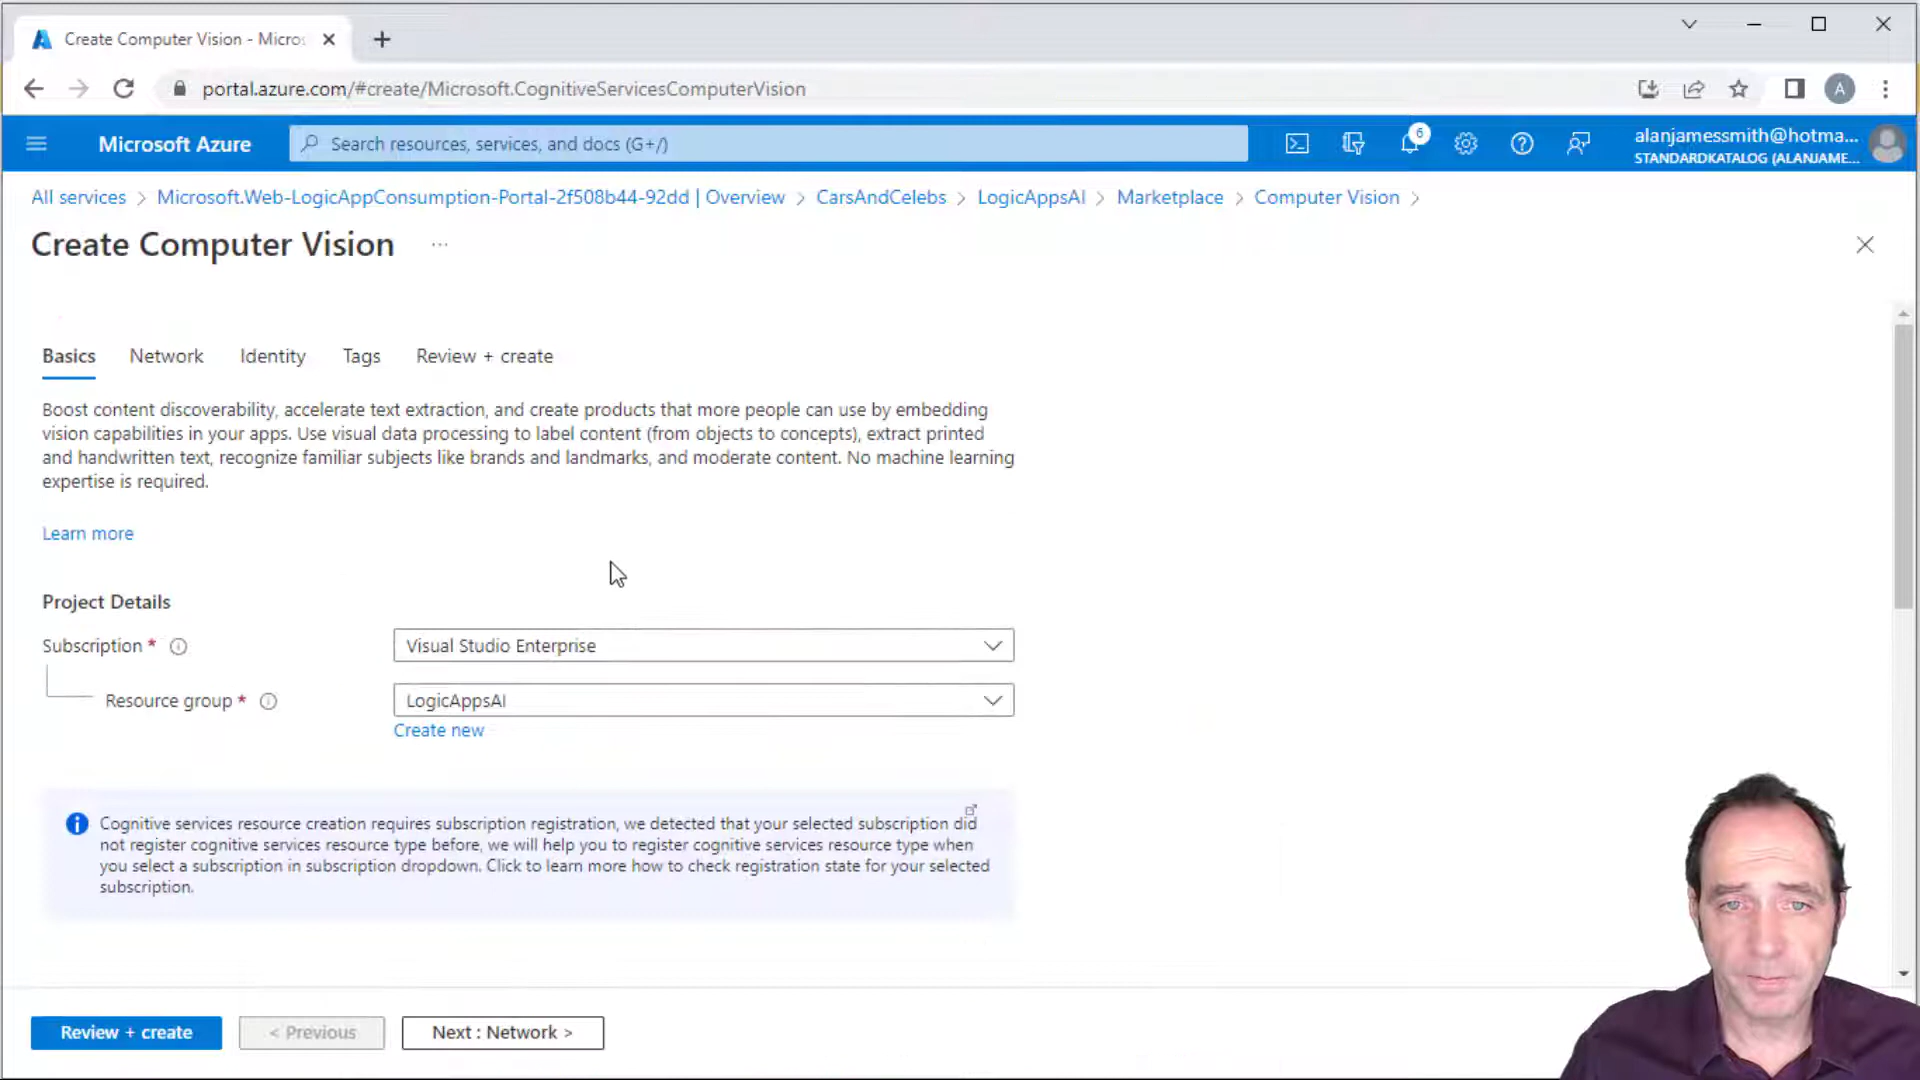 Create Computer Vision - Micros
portal.azure.com/#create/Microsoft.CognitiveServicesComputerVision
A
Microsoft Azure
Search resources, services, and docs (G+/)
6
alanjamessmith@hotma...
STANDARDKATALOG (ALANJAME...
All services > Microsoft.Web-LogicAppConsumption-Portal-2f508b44-92dd | Overview > CarsAndCelebs > LogicAppsAI > Marketplace > Computer Vision >
Create Computer Vision ...
Basics Network Identity Tags Review + create
Boost content discoverability, accelerate text extraction, and create products that more people can use by embedding
vision capabilities in your apps. Use visual data processing to label content (from objects to concepts), extract printed
and handwritten text, recognize familiar subjects like brands and landmarks, and moderate content. No machine learning
expertise is required.
Learn more
Project Details
Subscription *
Visual Studio Enterprise
Resource group *
LogicAppsAI
Create new
Cognitive services resource creation requires subscription registration, we detected that your selected subscription did
not register cognitive services resource type before, we will help you to register cognitive services resource type when
you select a subscription in subscription dropdown. Click to learn more how to check registration state for your selected
subscription.
Review + create
< Previous
Next : Network >